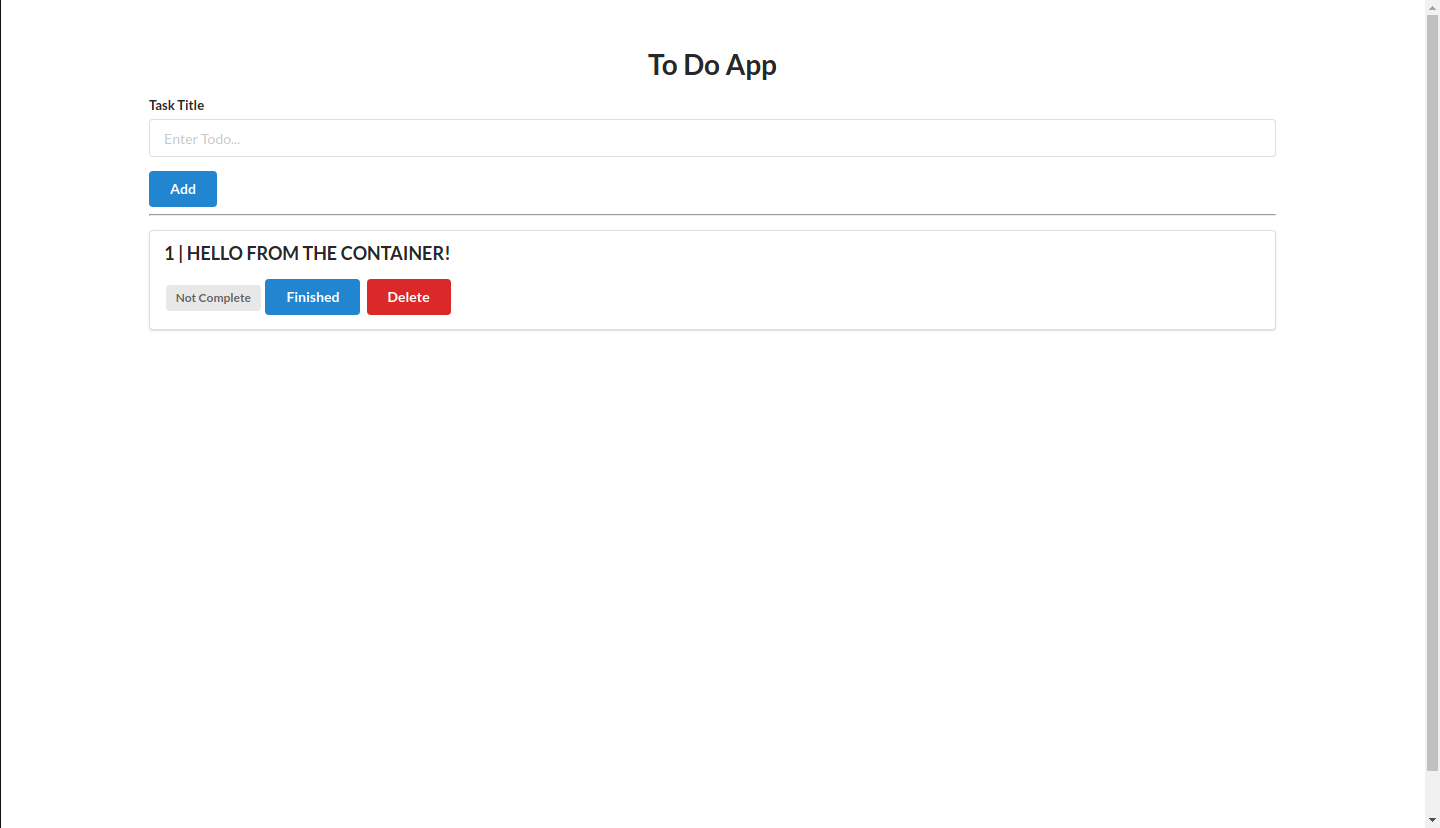 To Do App
Task Title
Enter Todo...
Add
1 | HELLO FROM THE CONTAINER!
Not Complete Finished Delete